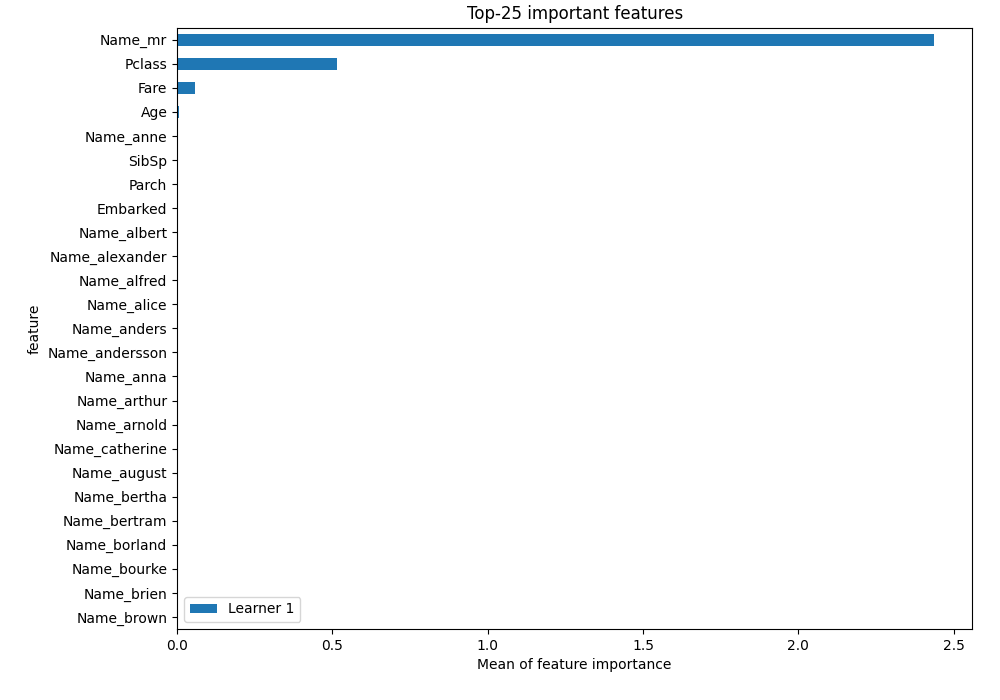 Top-25 important features
Name_mr
Pclass
Fare
Age
Name_anne
SibSp
Parch
Embarked
Name_albert
Name_alexander
Name_alfred
Name_alice
Name_anders
Name_andersson
Name_anna
Name_arthur
Name_arnold
Name_catherine
Name_august
Name_bertha
Name_bertram
Name_borland
Name_bourke
Name_brien
Name_brown
feature
Learner 1
0.0 0.5 1.0 1.5 2.0 2.5
Mean of feature importance